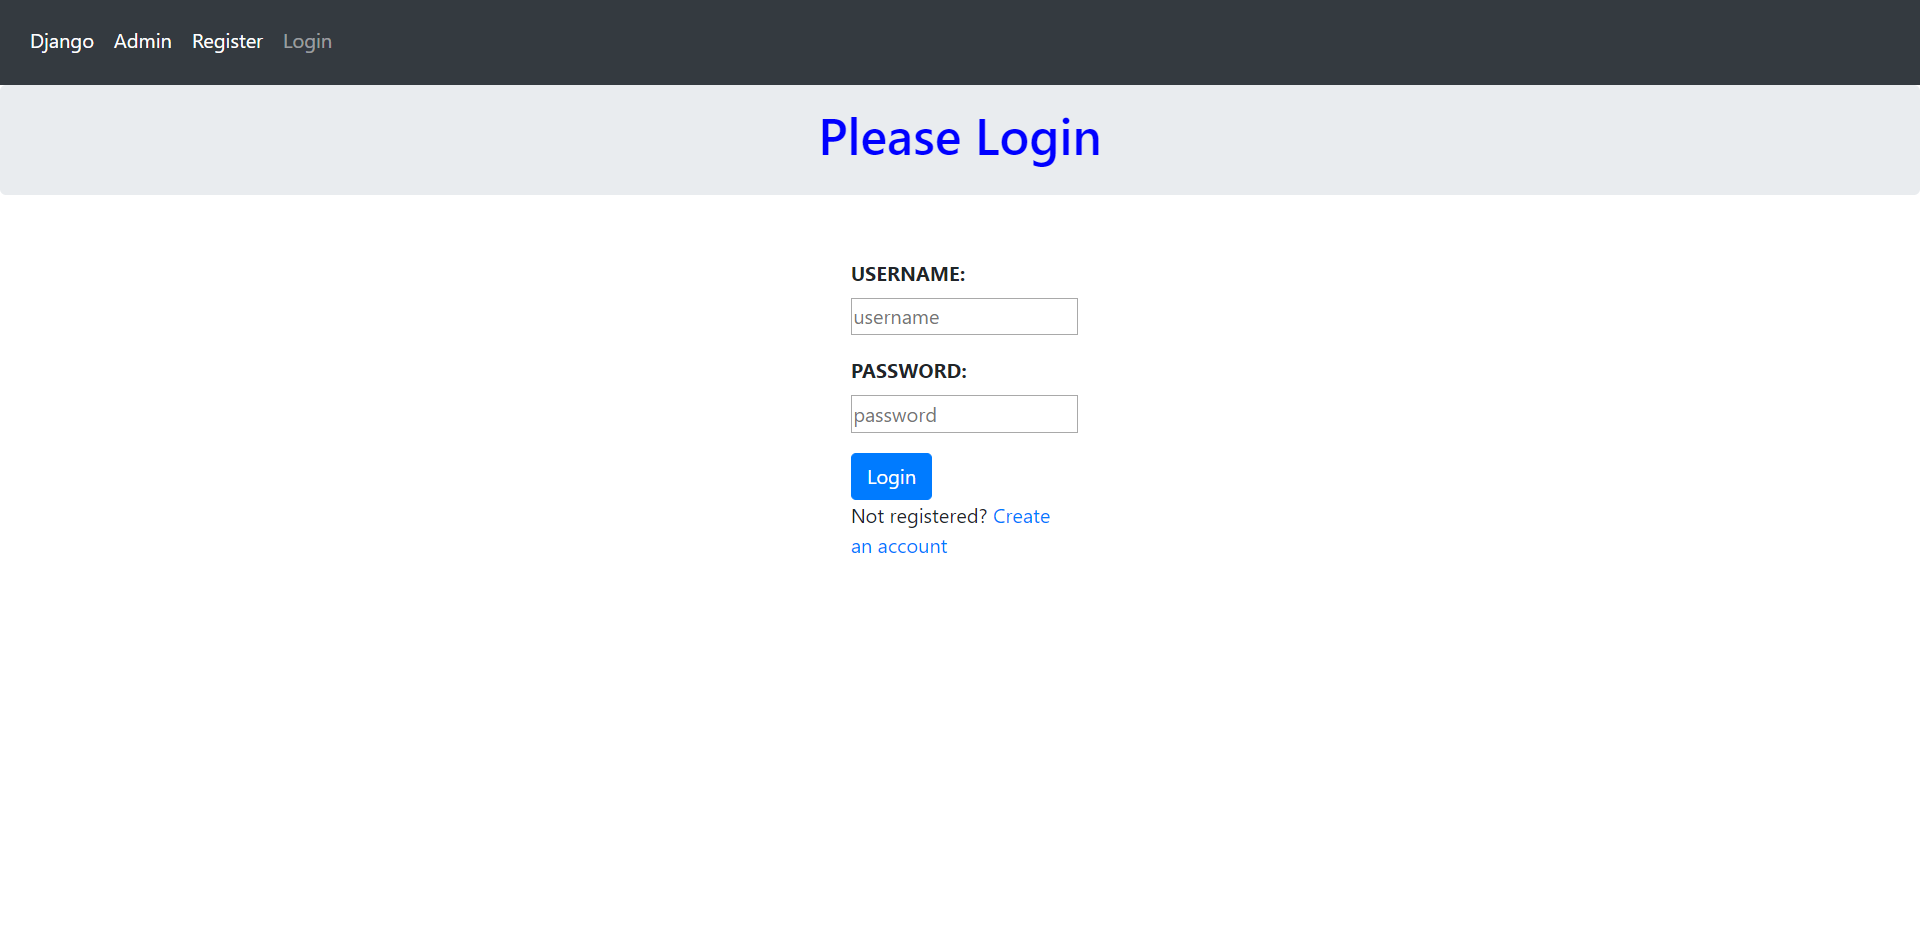 Django Admin Register Login
Please Login
USERNAME:
username
PASSWORD:
password
Login
Not registered? Create
an account